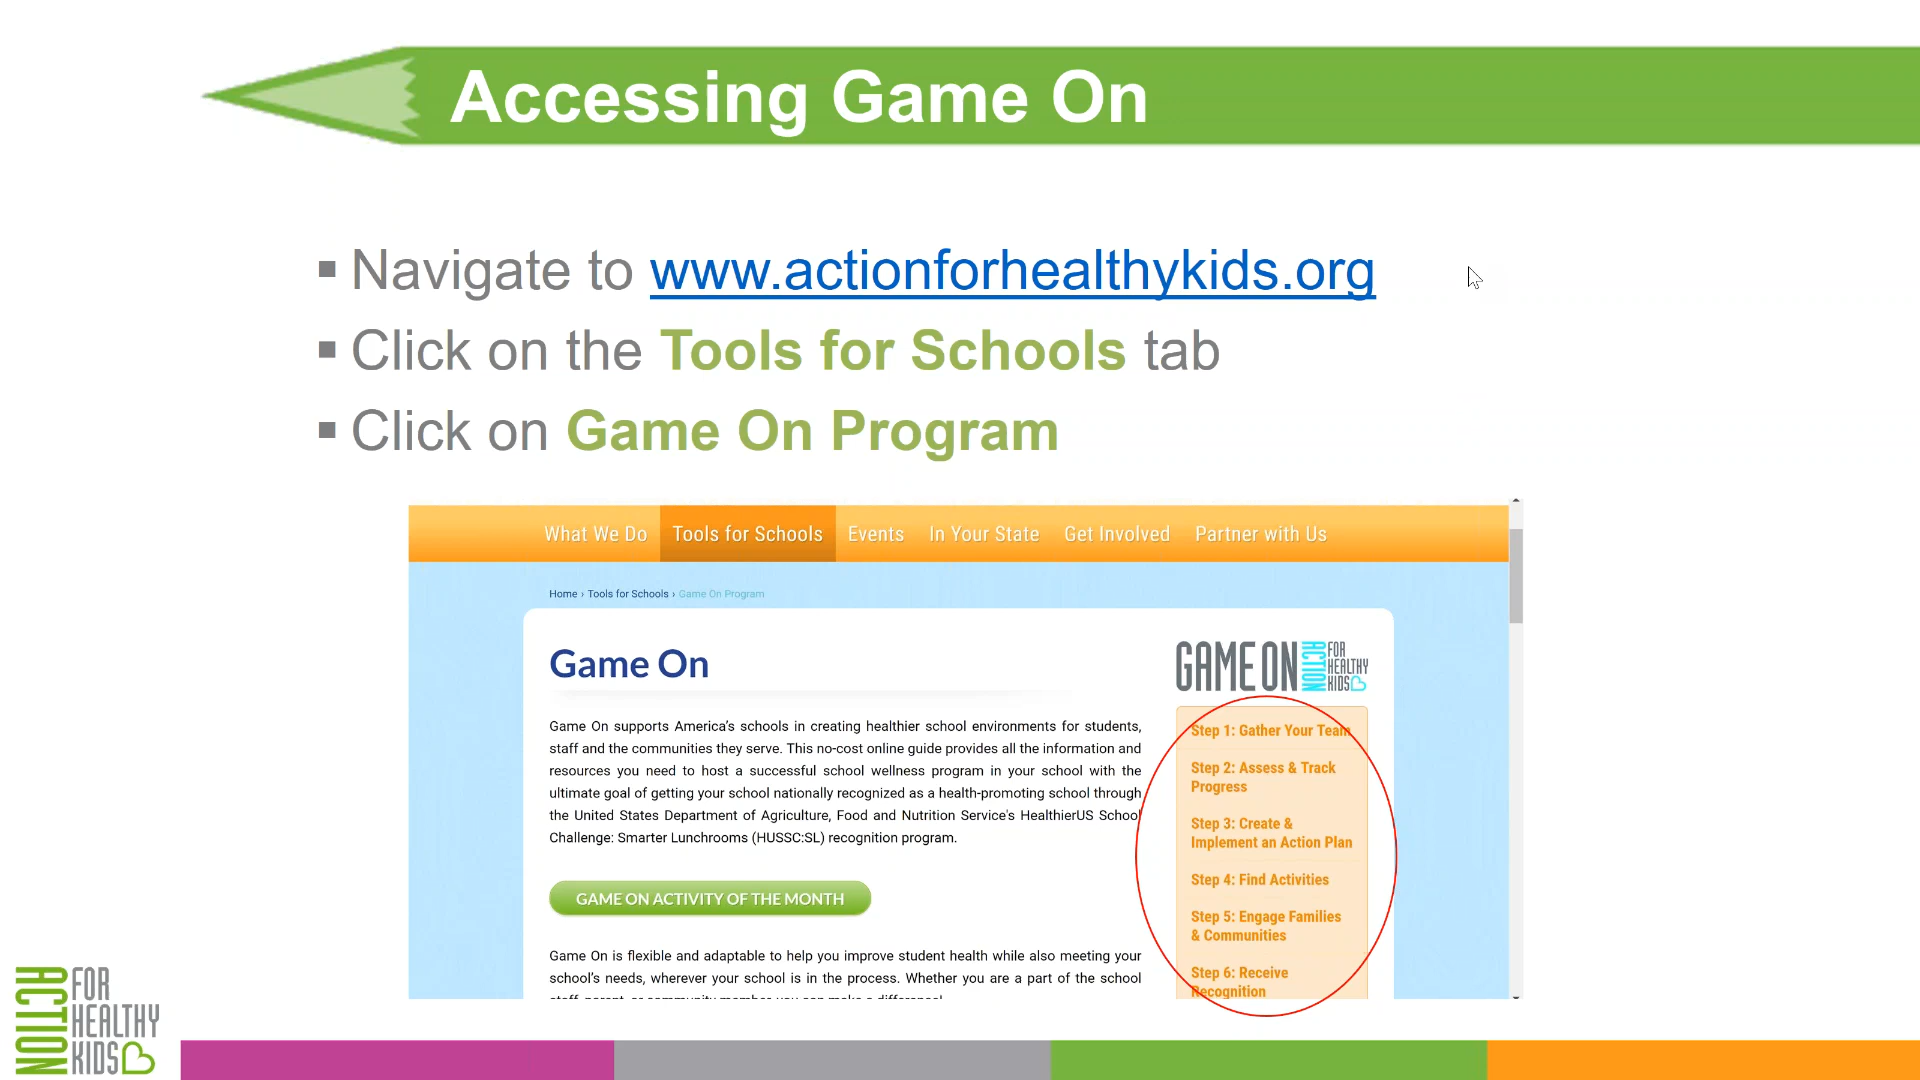 Accessing Game On
▪ Navigate to www.actionforhealthykids.org
▪ Click on the Tools for Schools tab
▪ Click on Game On Program
What We Do Tools for Schools Events In Your State Get Involved Partner with Us
Home › Tools for Schools › Game On Program
Game On
Game On supports America's schools in creating healthier school environments for students,
staff and the communities they serve. This no-cost online guide provides all the information and
resources you need to host a successful school wellness program in your school with the
ultimate goal of getting your school nationally recognized as a health-promoting school through
the United States Department of Agriculture, Food and Nutrition Service's HealthierUS School
Challenge: Smarter Lunchrooms (HUSSC:SL) recognition program.
GAME ON ACTIVITY OF THE MONTH
Game On is flexible and adaptable to help you improve student health while also meeting your
school's needs, wherever your school is in the process. Whether you are a part of the school
staff, parent, or community member you can make a difference!
GAME ON ACTION FOR
HEALTHY
KIDS
Step 1: Gather Your Team
Step 2: Assess & Track
Progress
Step 3: Create &
Implement an Action Plan
Step 4: Find Activities
Step 5: Engage Families
& Communities
Step 6: Receive
Recognition
ACTION FOR
HEALTHY
KIDS